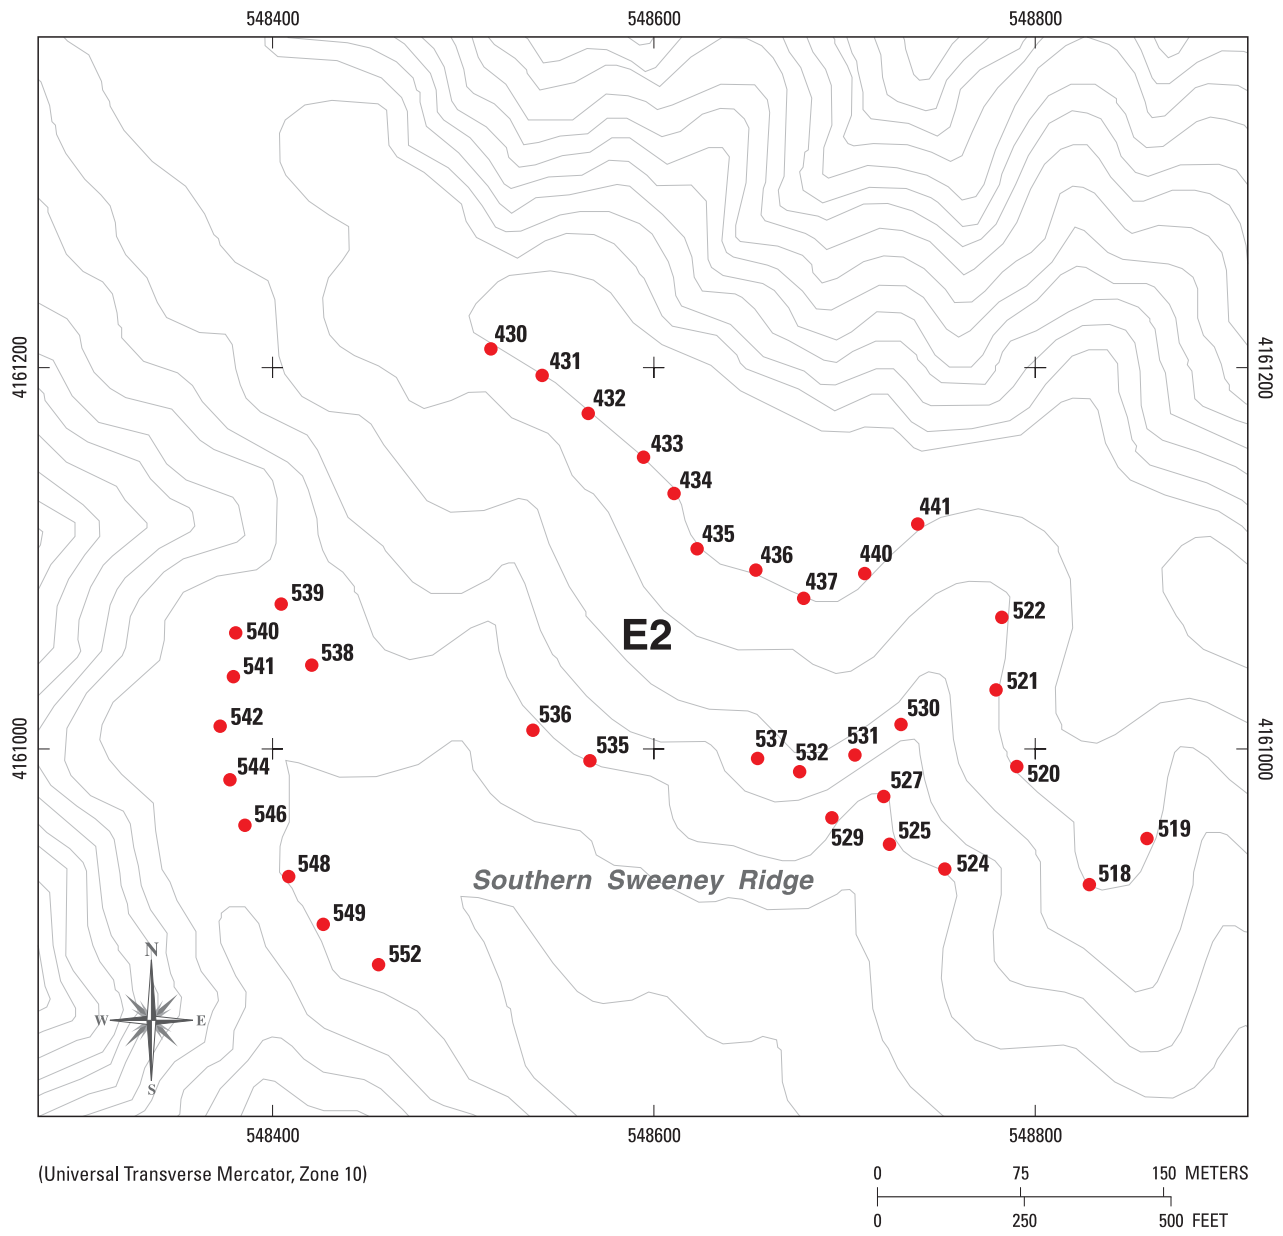 548400 548600 548800
430
4161200 431 4161200
432
433
434
441
435
436 440
437
539
540 E2 522
538
541
521
536 530
542
535 537 531
4161000 532 4161000
544 520
527
546 519
529 525
Southern Sweeney Ridge 524
548 518
549
N
552
W E
S
548400 548600 548800
(Universal Transverse Mercator, Zone 10) 0 75 150 METERS
0 250 500 FEET